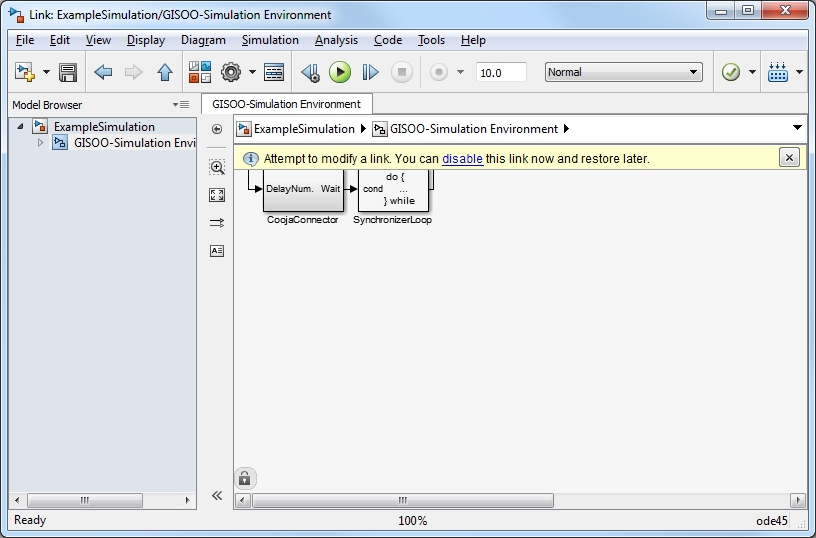 Link: ExampleSimulation/GISOO-Simulation Environment
File Edit View Display Diagram Simulation Analysis Code Tools Help
10.0 Normal
Model Browser
GISOO-Simulation Environment
ExampleSimulation
GISOO-Simulation Envi
ExampleSimulation GISOO-Simulation Environment
Attempt to modify a link. You can disable this link now and restore later.
do {
DelayNum. Wait cond ...
} while
CoojaConnector SynchronizerLoop
Ready 100% ode45